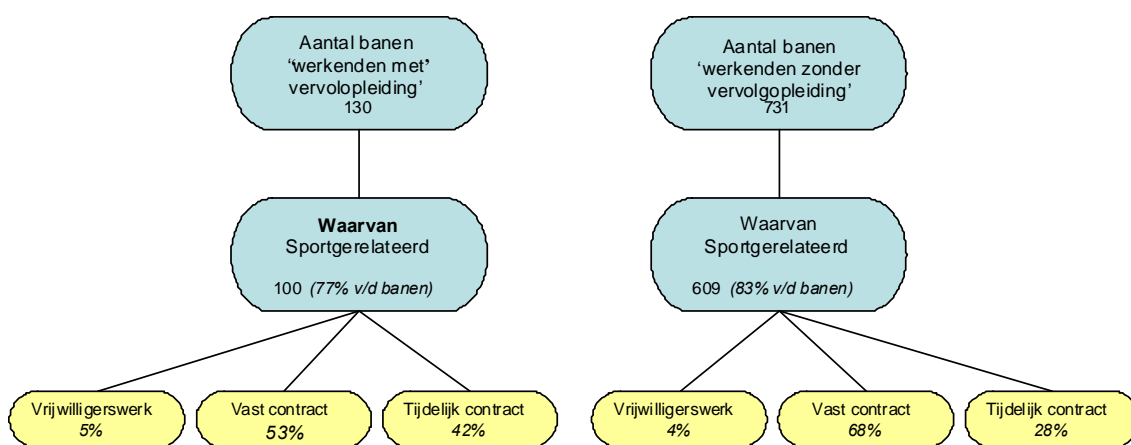 Aantal banen
‘werkenden met’
vervolopleiding’
130
Aantal banen
‘werkenden zonder
vervolgopleiding’
731
Waarvan
Sportgerelateerd
100 (77% v/d banen)
Waarvan
Sportgerelateerd
609 (83% v/d banen)
Vrijwilligerswerk
5%
Vast contract
53%
Tijdelijk contract
42%
Vrijwilligerswerk
4%
Vast contract
68%
Tijdelijk contract
28%